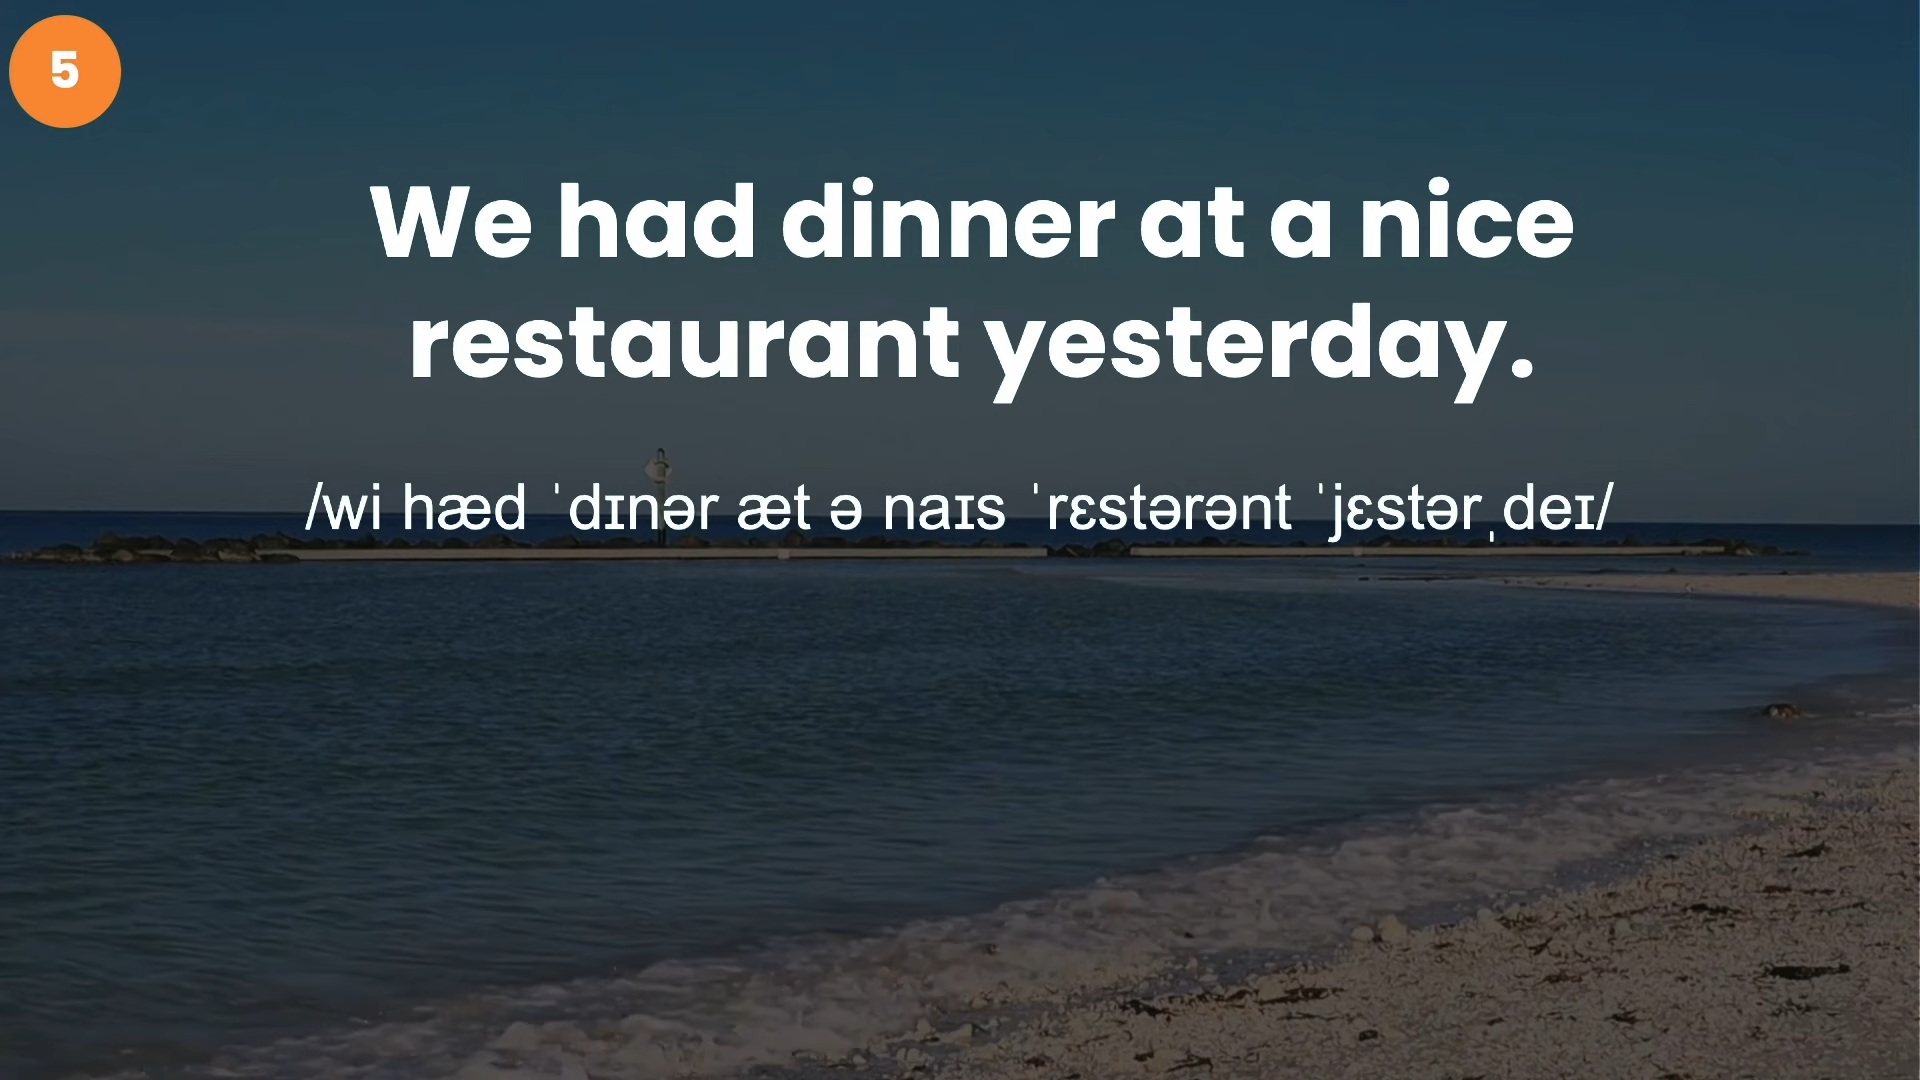 5
We had dinner at a nice
restaurant yesterday.
/wi hæd ˈdɪnər æt ə naɪs ˈrɛstərənt ˈjɛstərˌdeɪ/